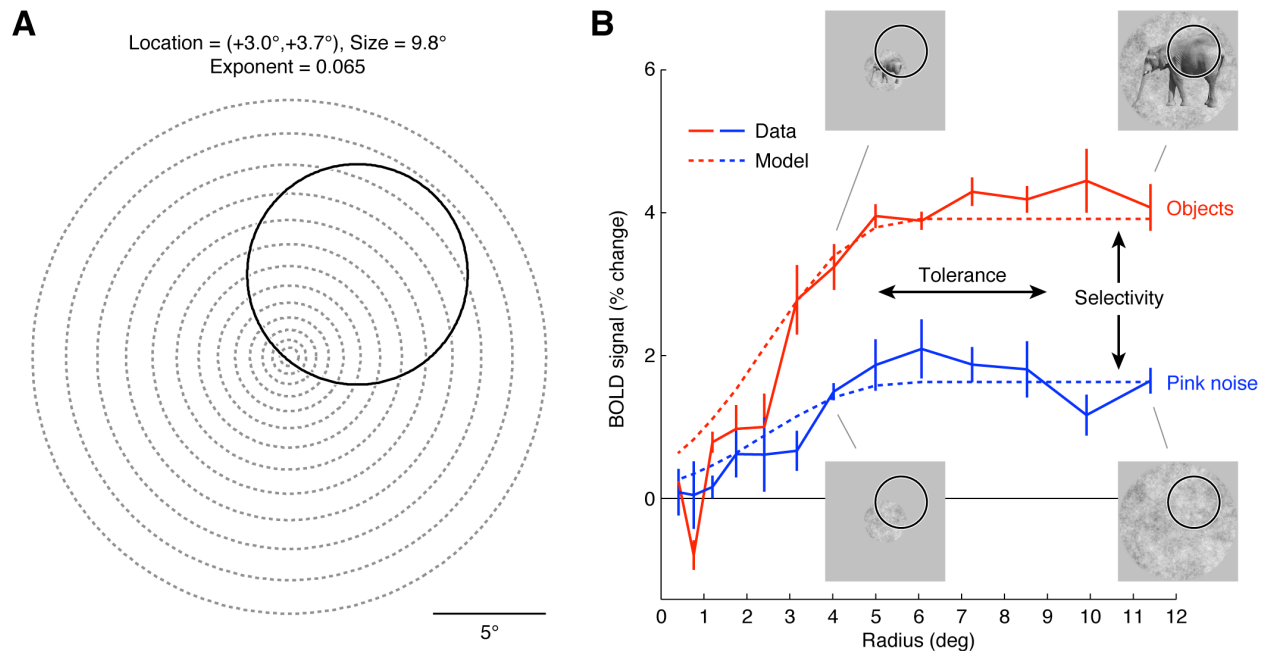 A
Location = (+3.0°,+3.7°), Size = 9.8°
Exponent = 0.065
5°
B
BOLD signal (% change)
6
4
2
0
Data
Model
Objects
Tolerance
Selectivity
Pink noise
0 1 2 3 4 5 6 7 8 9 10 11 12
Radius (deg)